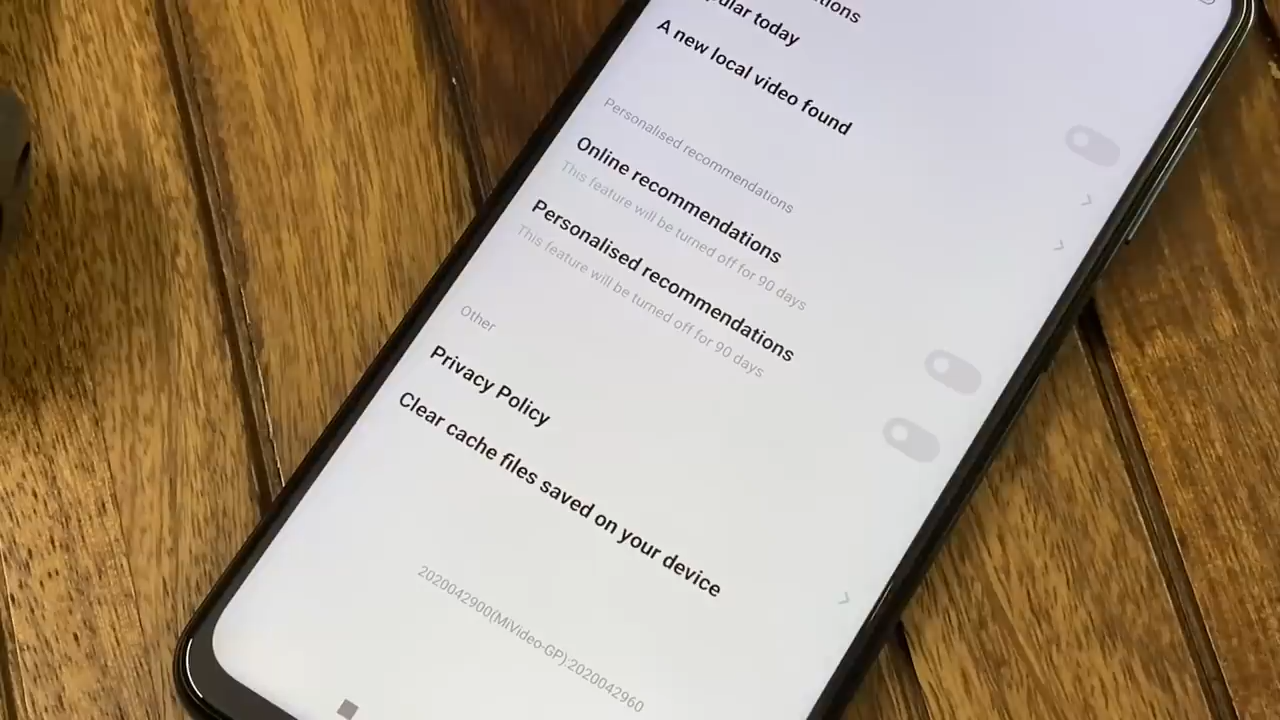 today
A new local video found
Personalised recommendations
Online recommendations
This feature will be turned off for 90 days
Personalised recommendations
This feature will be turned off for 90 days
Other
Privacy Policy
Clear cache files saved on your device
2020042900(MiVideo-GP):2020042960